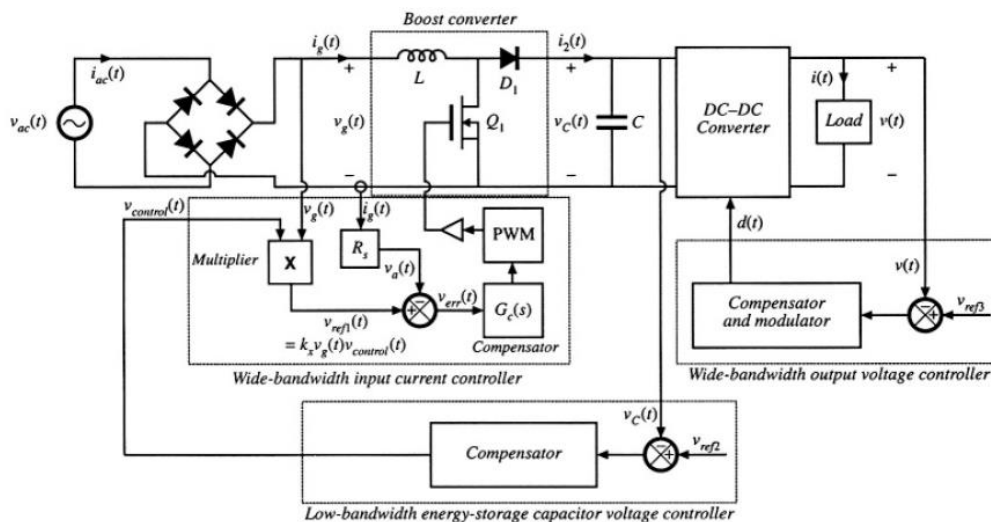 Boost converter
i_ac(t)
v_ac(t)
i_g(t)
+
v_g(t)
−
L
D_1
Q_1
i_2(t)
+
v_C(t)
−
C
DC–DC
Converter
i(t)
Load
+
v(t)
−
v_control(t)
Multiplier
X
v_g(t)
i_g(t)
R_s
v_a(t)
PWM
−
+
v_err(t)
G_c(s)
Compensator
v_ref1(t)
= k_x v_g(t) v_control(t)
Wide-bandwidth input current controller
d(t)
Compensator
and modulator
v(t)
−
+
v_ref3
Wide-bandwidth output voltage controller
Compensator
v_C(t)
−
+
v_ref2
Low-bandwidth energy-storage capacitor voltage controller